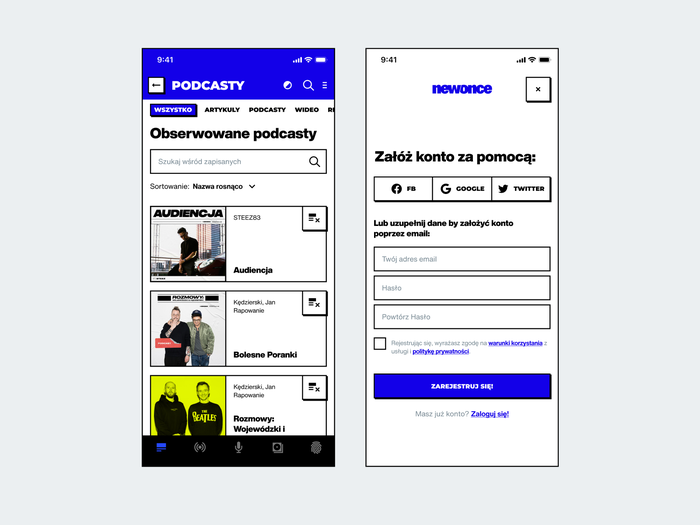 9:41
PODCASTY
WSZYSTKO ARTYKUŁY PODCASTY WIDEO
Obserwowane podcasty
Szukaj wśród zapisanych
Sortowanie: Nazwa rosnąco
AUDIENCJA
STEEZ83
Audiencja
ROZMOWY:
Kędzierski, Jan
Rapowanie
Bolesne Poranki
THE
BEATLES
Kędzierski, Jan
Rapowanie
Rozmowy:
Wojewódzki i
9:41
newonce
×
Załóż konto za pomocą:
FB GOOGLE TWITTER
Lub uzupełnij dane by założyć konto
poprzez email:
Twój adres email
Hasło
Powtórz Hasło
Rejestrując się, wyrażasz zgodę na warunki korzystania z
usługi i politykę prywatności
ZAREJESTRUJ SIĘ!
Masz już konto? Zaloguj się!